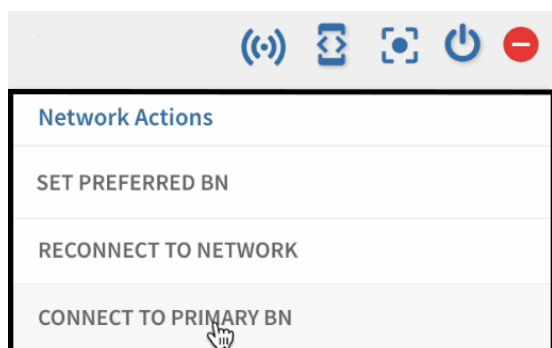 Network Actions
SET PREFERRED BN
RECONNECT TO NETWORK
CONNECT TO PRIMARY BN